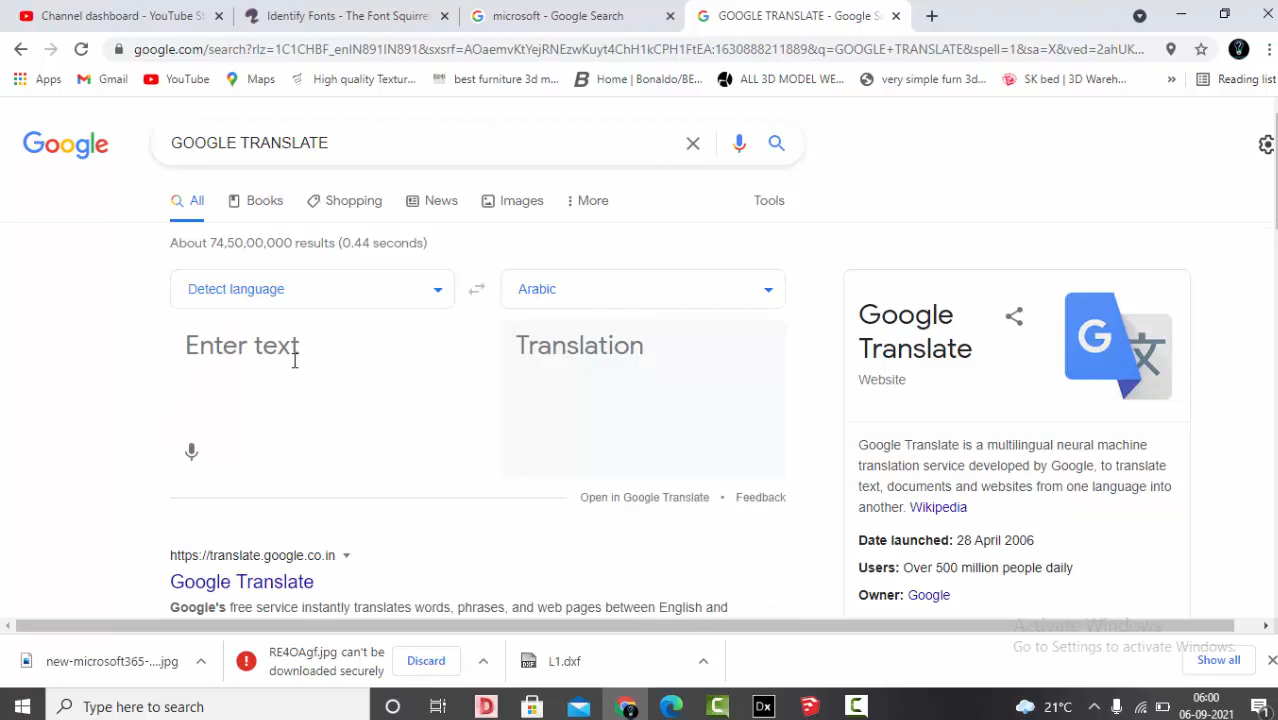 Channel dashboard - YouTube St
Identify Fonts - The Font Squirrel
microsoft - Google Search
GOOGLE TRANSLATE - Google Se
google.com/search?rlz=1C1CHBF_enIN891IN891&sxsrf=AOaemvKtYejRNEzwKuyt4ChH1kCPH1FtEA:1630888211889&q=GOOGLE+TRANSLATE&spell=1&sa=X&ved=2ahUK...
Apps
Gmail
YouTube
Maps
High quality Textur...
best furniture 3d m...
Home | Bonaldo/BE...
ALL 3D MODEL WE...
very simple furn 3d...
SK bed | 3D Wareh...
»
Reading list
Google
GOOGLE TRANSLATE
All
Books
Shopping
News
Images
More
Tools
About 74,50,00,000 results (0.44 seconds)
Detect language
Arabic
Enter text
Translation
Open in Google Translate • Feedback
https://translate.google.co.in
Google Translate
Google's free service instantly translates words, phrases, and web pages between English and
Google
Translate
Website
Google Translate is a multilingual neural machine
translation service developed by Google, to translate
text, documents and websites from one language into
another. Wikipedia
Date launched: 28 April 2006
Users: Over 500 million people daily
Owner: Google
Activate Windows
Go to Settings to activate Windows.
new-microsoft365-....jpg
RE4OAgf.jpg can't be
downloaded securely
Discard
L1.dxf
Show all
Type here to search
21°C
06:00
06-09-2021